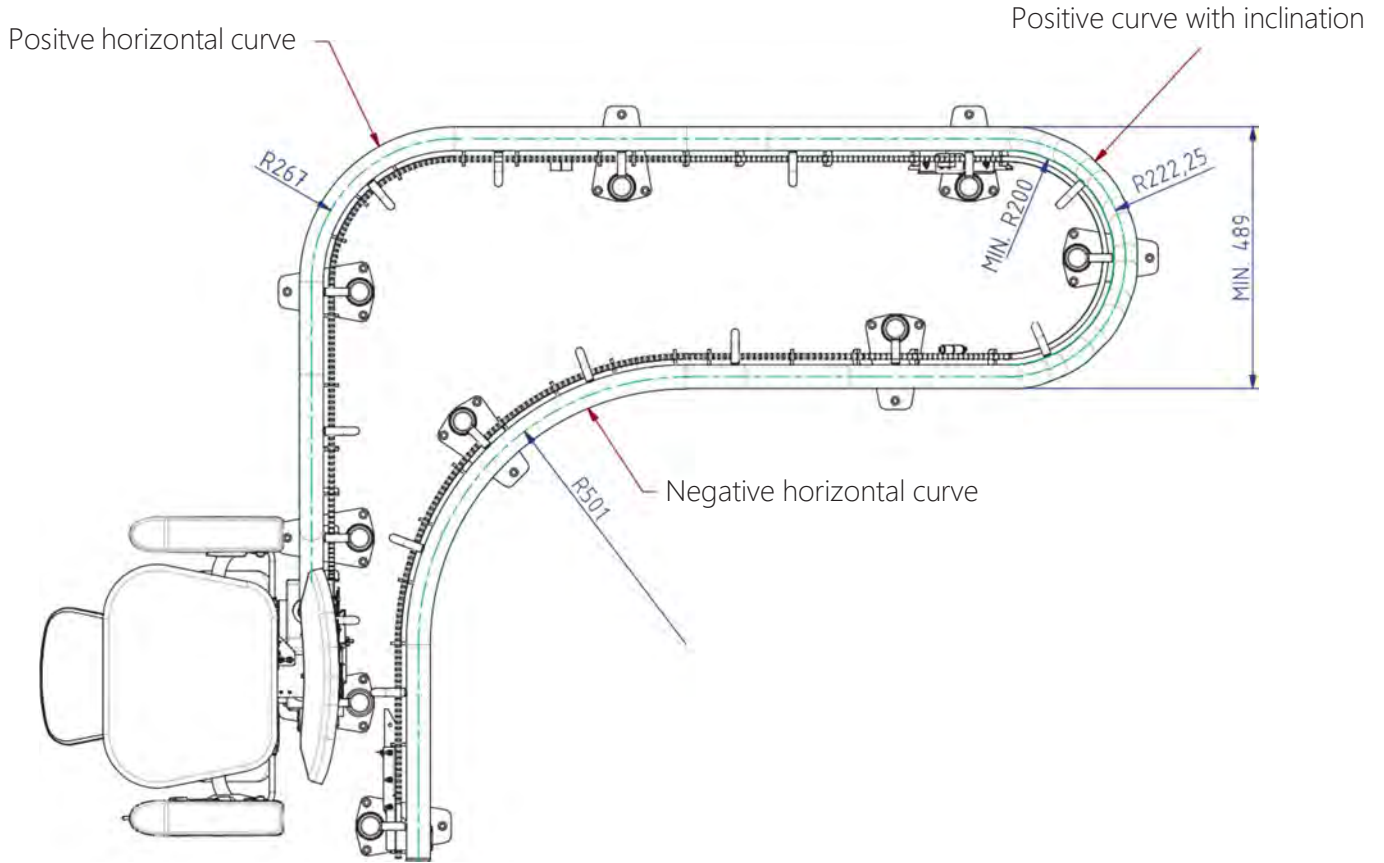 Positive curve with inclination
Positve horizontal curve
R267
R222,25
MIN. R200
MIN. 489
Negative horizontal curve
R501